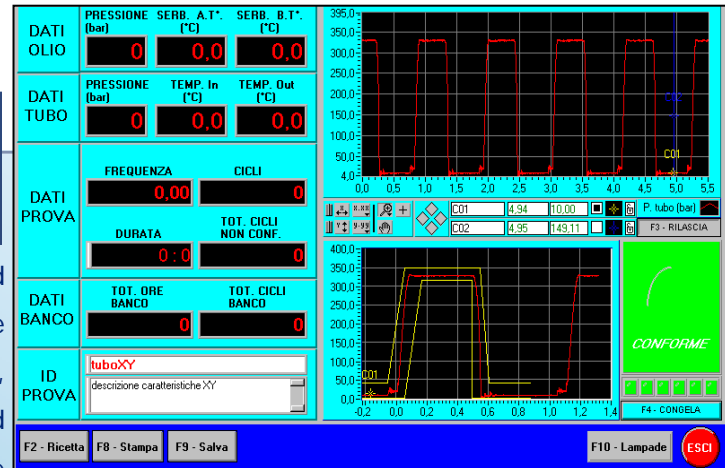 DATI OLIO
PRESSIONE (bar)
SERB. A.T°. (°C)
SERB. B.T°. (°C)
0
0,0
0,0
DATI TUBO
PRESSIONE (bar)
TEMP. In (°C)
TEMP. Out (°C)
0
0,0
0,0
DATI PROVA
FREQUENZA
CICLI
0,00
0
DURATA
TOT. CICLI NON CONF.
0 : 0
0
DATI BANCO
TOT. ORE BANCO
TOT. CICLI BANCO
0
0
ID PROVA
tuboXY
descrizione caratteristiche XY
395,0
350,0
300,0
250,0
200,0
150,0
100,0
50,0
4,0
C02
C01
0,0 0,5 1,0 1,5 2,0 2,5 3,0 3,5 4,0 4,5 5,0 5,5
X.XX
Y.YY
C01 4,94 10,00
C02 4,95 149,11
P. tubo (bar)
F3 - RILASCIA
400,0
350,0
300,0
250,0
200,0
150,0
100,0
50,0
0,0
C01
-0,2 0,0 0,2 0,4 0,6 0,8 1,0 1,2 1,4
CONFORME
F4 - CONGELA
F2 - Ricetta
F8 - Stampa
F9 - Salva
F10 - Lampade
ESCI